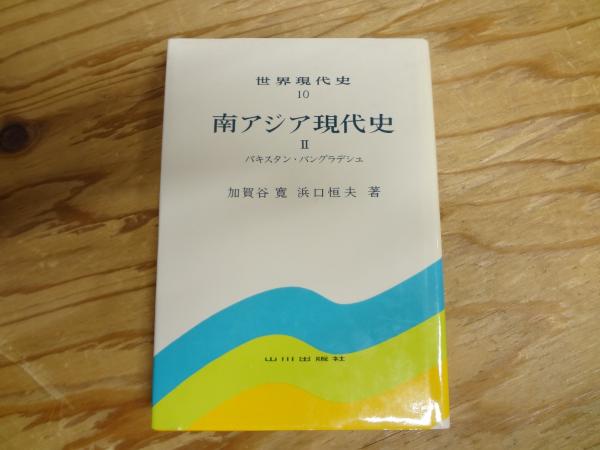 世界現代史
10
南アジア現代史
II
パキスタン・バングラデシュ
加賀谷 寛 浜口恒夫 著
山川出版社